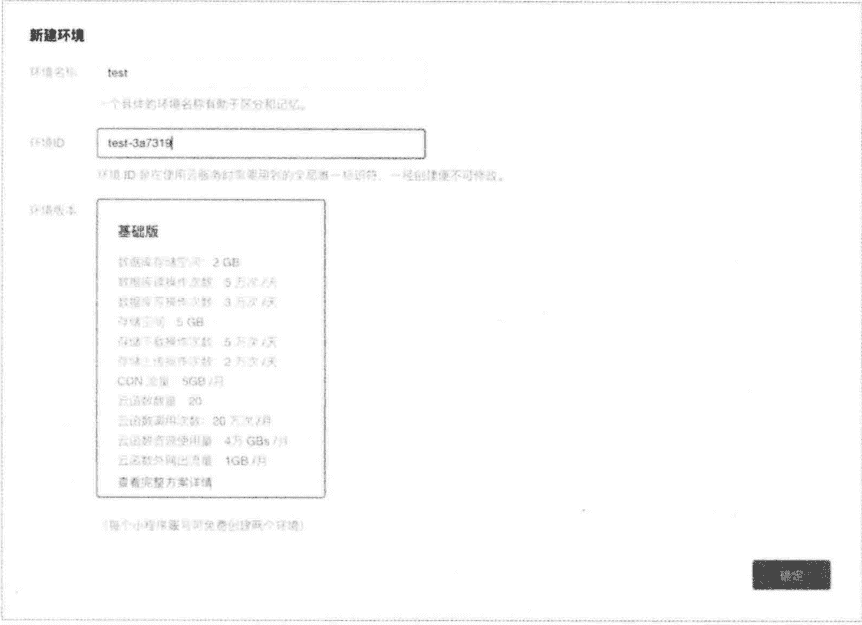 新建环境
环境名称 test
一个具体的环境名称有助于区分和记忆。
环境ID test-3a7319
环境 ID 是在使用云服务时需要用到的全局唯一标识符，一经创建便不可修改。
环境版本
基础版
数据库存储空间：2 GB
数据库读操作次数：5 万次 /天
数据库写操作次数：3 万次 /天
存储空间：5 GB
存储下载操作次数：5 万次 /天
存储上传操作次数：2 万次 /天
CDN 流量：5GB /月
云函数数量：20
云函数调用次数：20 万次 /月
云函数资源使用量：4万 GBs /月
云函数外网出流量：1GB /月
查看完整方案详情
（每个小程序账号可免费创建两个环境）
确定